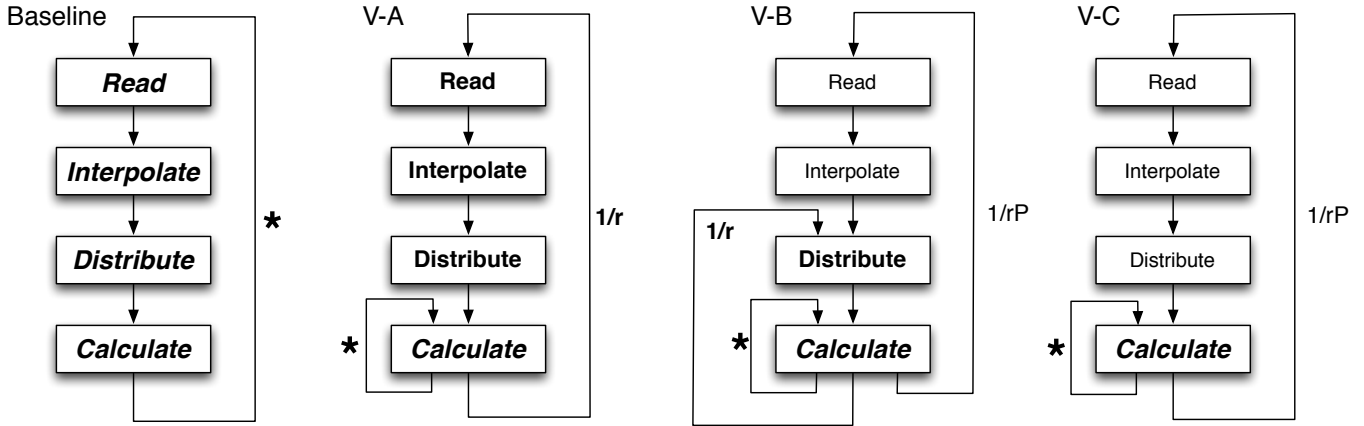 Baseline
Read
Interpolate
Distribute
Calculate
*
V-A
Read
Interpolate
Distribute
Calculate
*
1/r
V-B
Read
Interpolate
1/r
Distribute
Calculate
*
1/rP
V-C
Read
Interpolate
Distribute
Calculate
*
1/rP